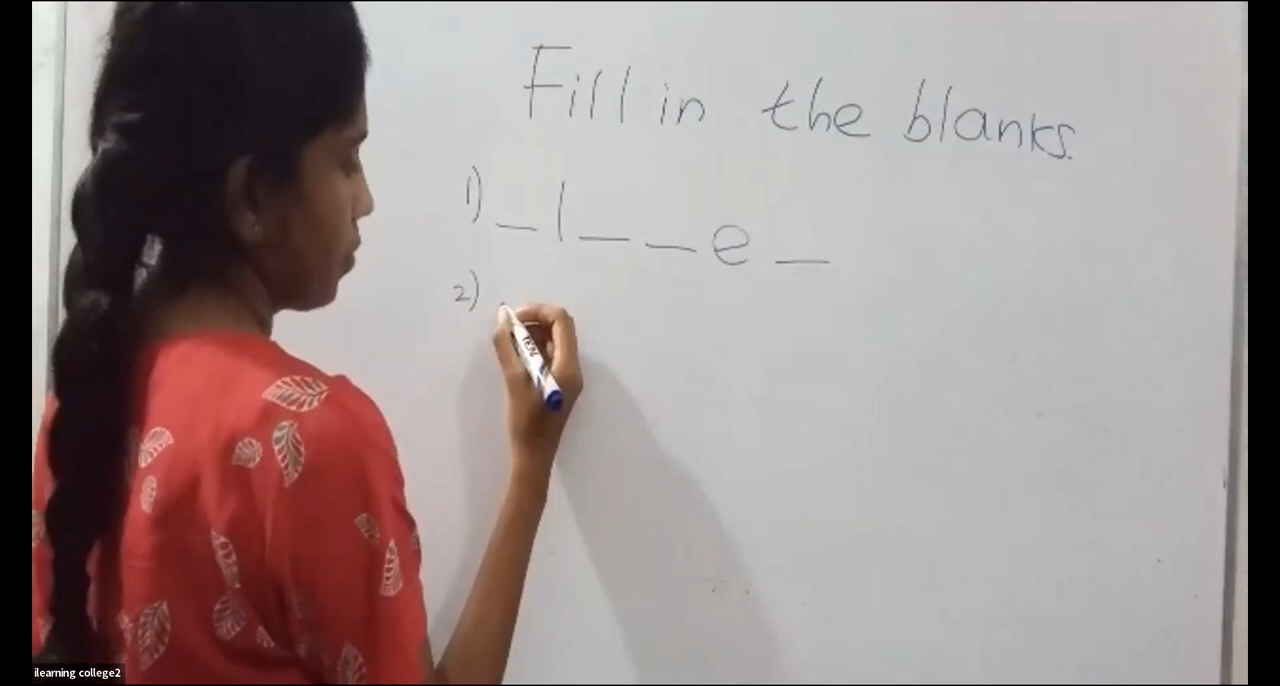 Fill in the blanks.
1) _ l _ _ e _
2)
ilearning college2